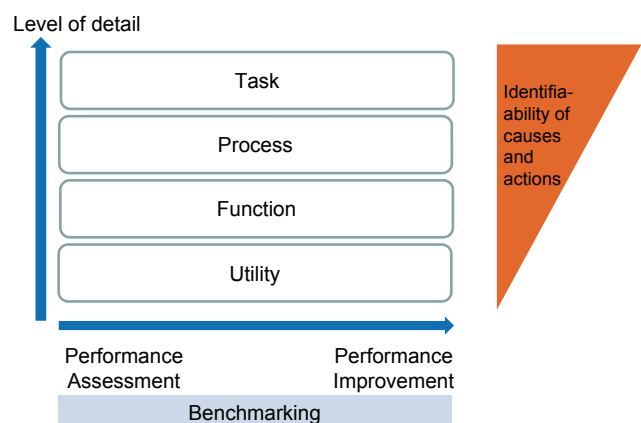 Level of detail
Task
Process
Function
Utility
Identifia-
ability of
causes
and
actions
Performance
Assessment
Performance
Improvement
Benchmarking